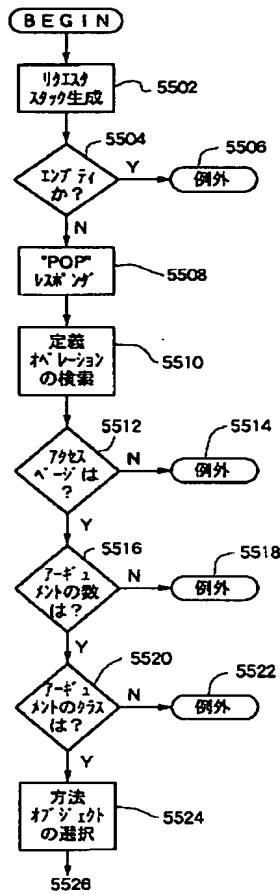 BEGIN
リクエスタ
スタック生成
5502
5504
エンプティ
か？
Y
5506
例外
N
"POP"
レスポンダ
5508
定義
オペレーション
の検索
5510
5512
アクセス
ページは
？
N
5514
例外
Y
5516
アーギュ
メントの数
は？
N
5518
例外
Y
5520
アーギュ
メントのクラス
は？
N
5522
例外
Y
方法
オブジェクト
の選択
5524
5526